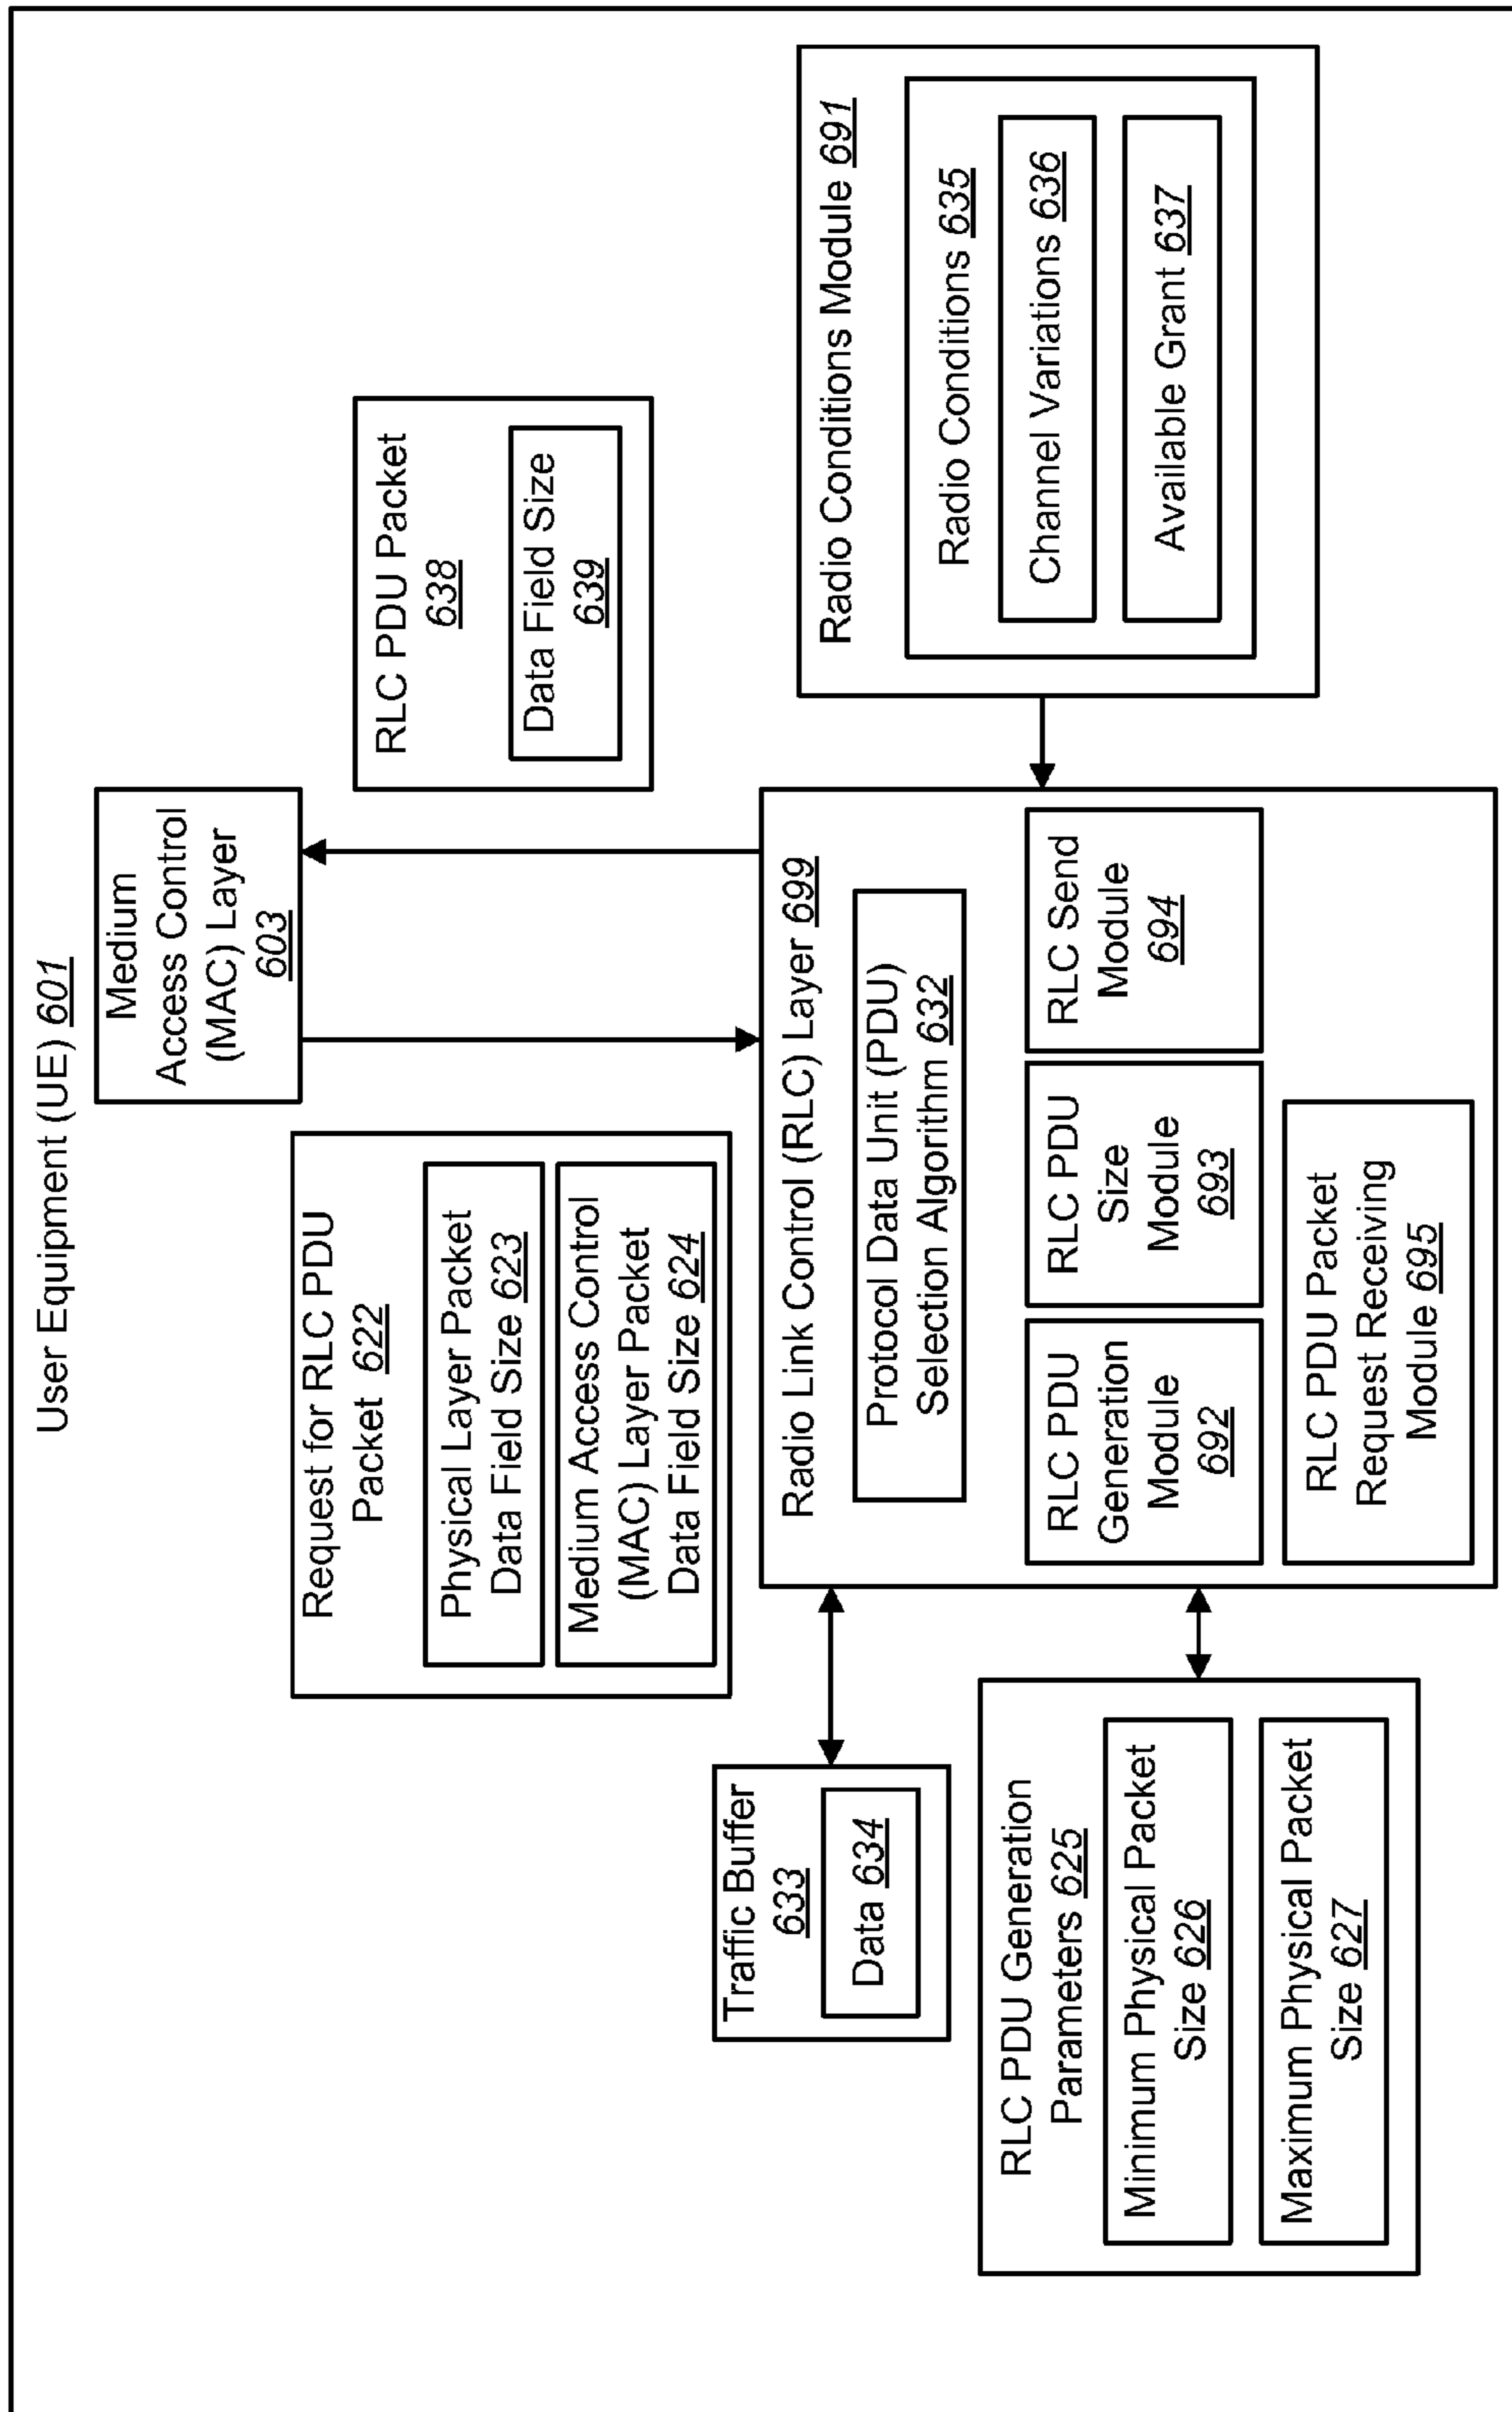 User Equipment (UE) 601
Medium
Access Control
(MAC) Layer
603
Request for RLC PDU
Packet 622
Physical Layer Packet
Data Field Size 623
Medium Access Control
(MAC) Layer Packet
Data Field Size 624
RLC PDU Packet
638
Data Field Size
639
Traffic Buffer
633
Data 634
Radio Link Control (RLC) Layer 699
Protocol Data Unit (PDU)
Selection Algorithm 632
RLC PDU
Generation
Module
692
RLC PDU
Size
Module
693
RLC Send
Module
694
RLC PDU Packet
Request Receiving
Module 695
Radio Conditions Module 691
Radio Conditions 635
Channel Variations 636
Available Grant 637
RLC PDU Generation
Parameters 625
Minimum Physical Packet
Size 626
Maximum Physical Packet
Size 627